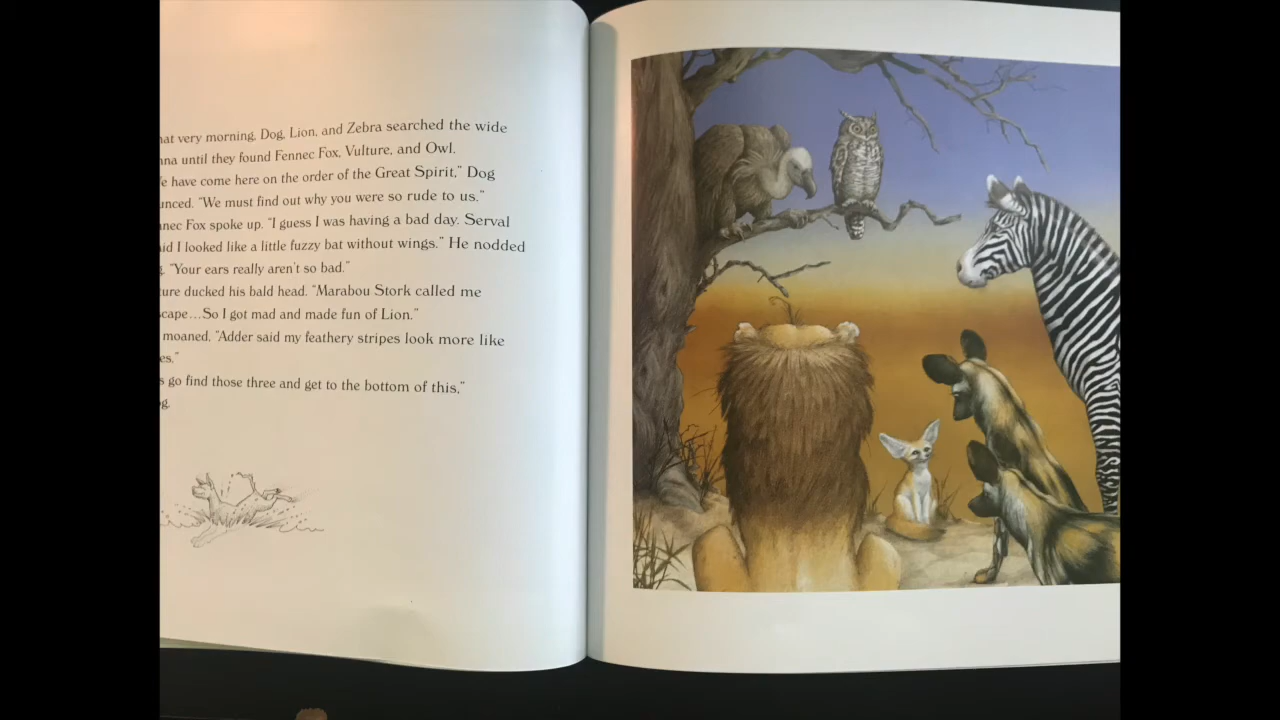 at very morning, Dog, Lion, and Zebra searched the wide
nna until they found Fennec Fox, Vulture, and Owl.
e have come here on the order of the Great Spirit,” Dog
unced. “We must find out why you were so rude to us.”
nec Fox spoke up. “I guess I was having a bad day. Serval
id I looked like a little fuzzy bat without wings.” He nodded
g. “Your ears really aren't so bad.”
ture ducked his bald head. “Marabou Stork called me
cape...So I got mad and made fun of Lion.”
moaned, “Adder said my feathery stripes look more like
es.”
s go find those three and get to the bottom of this,”
g.